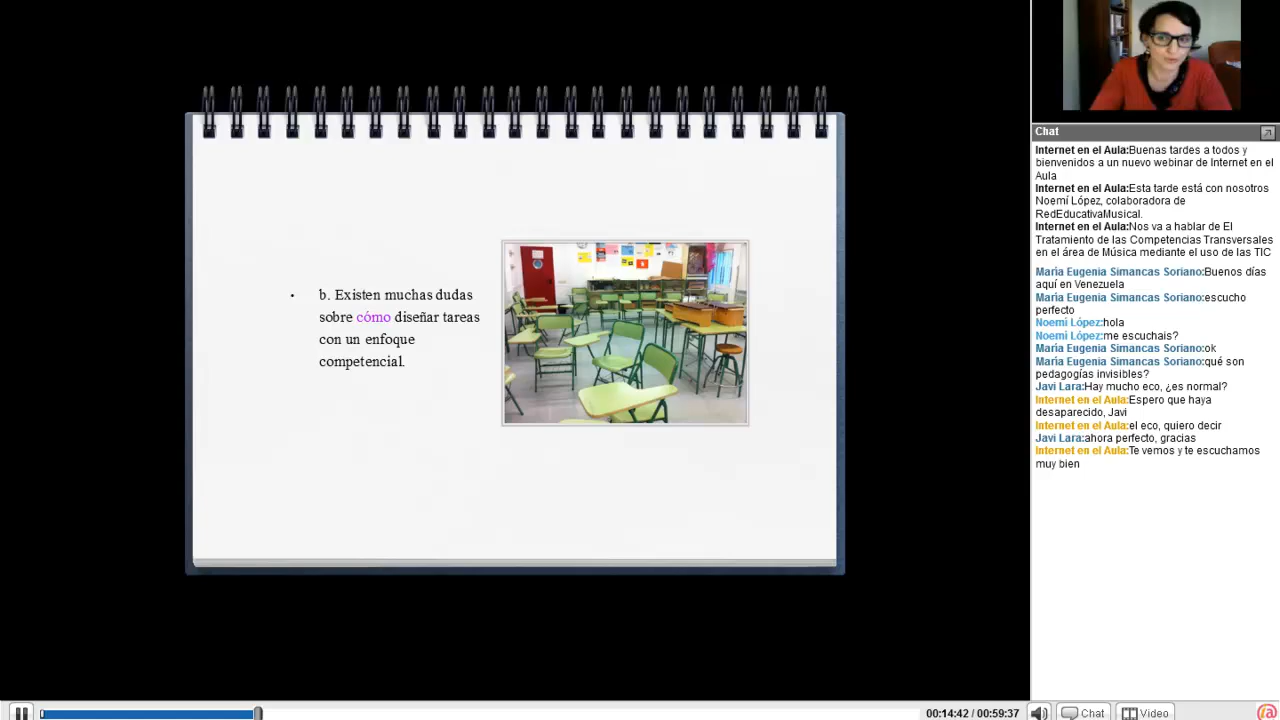 b. Existen muchas dudas
sobre cómo diseñar tareas
con un enfoque
competencial.
Chat
Internet en el Aula:Buenas tardes a todos y
bienvenidos a un nuevo webinar de Internet en el
Aula
Internet en el Aula:Esta tarde está con nosotros
Noemí López, colaboradora de
RedEducativaMusical.
Internet en el Aula:Nos va a hablar de El
Tratamiento de las Competencias Transversales
en el área de Música mediante el uso de las TIC
María Eugenia Simancas Soriano:Buenos días
aquí en Venezuela
María Eugenia Simancas Soriano:escucho
perfecto
Noemí López:hola
Noemí López:me escuchais?
María Eugenia Simancas Soriano:ok
María Eugenia Simancas Soriano:qué son
pedagogías invisibles?
Javi Lara:Hay mucho eco, ¿es normal?
Internet en el Aula:Espero que haya
desaparecido, Javi
Internet en el Aula:el eco, quiero decir
Javi Lara:ahora perfecto, gracias
Internet en el Aula:Te vemos y te escuchamos
muy bien
00:14:42 / 00:59:37
Chat
Video